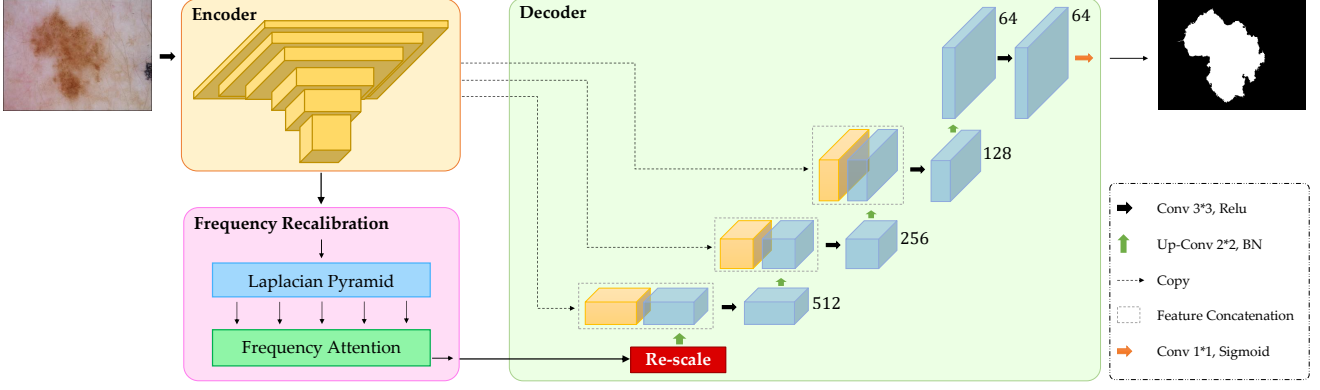 Encoder
Decoder
64
64
128
256
512
Frequency Recalibration
Laplacian Pyramid
Frequency Attention
Re-scale
Conv 3*3, Relu
Up-Conv 2*2, BN
Copy
Feature Concatenation
Conv 1*1, Sigmoid